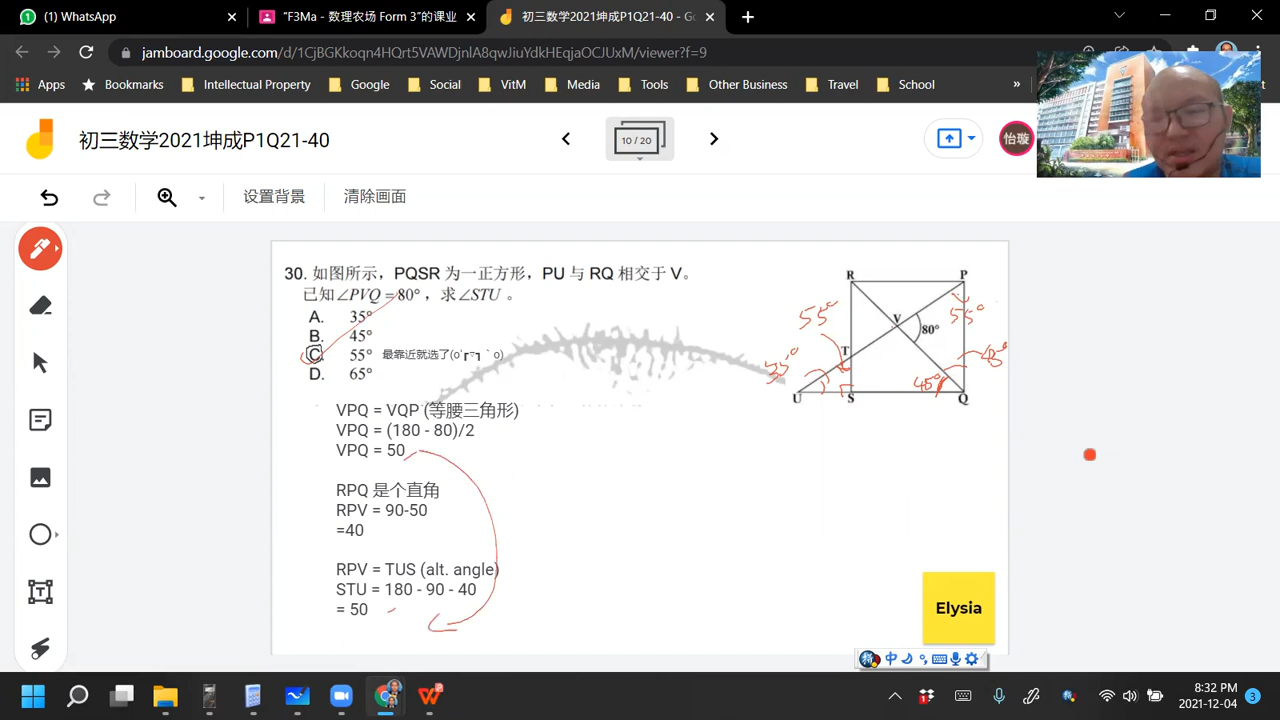 (1) WhatsApp
"F3Ma - 数理农场 Form 3"的课业
初三数学2021坤成P1Q21-40 - Go
jamboard.google.com/d/1CjBGKkoqn4HQrt5VAWDjnlA8qwJiuYdkHEqjaOCJUxM/viewer?f=9
Apps
Bookmarks
Intellectual Property
Google
Social
VitM
Media
Tools
Other Business
Travel
School
»
初三数学2021坤成P1Q21-40
10 / 20
怡璇
设置背景
清除画面
30. 如图所示，PQSR 为一正方形，PU 与 RQ 相交于 V。
已知∠PVQ = 80°，求∠STU 。
A. 35°
B. 45°
C. 55° 最靠近就选了
D. 65°
R
P
V
80°
T
U
S
Q
55°
55°
35°
45°
45°
VPQ = VQP (等腰三角形)
VPQ = (180 - 80)/2
VPQ = 50
RPQ 是个直角
RPV = 90-50
=40
RPV = TUS (alt. angle)
STU = 180 - 90 - 40
= 50
Elysia
中
8:32 PM
2021-12-04
3